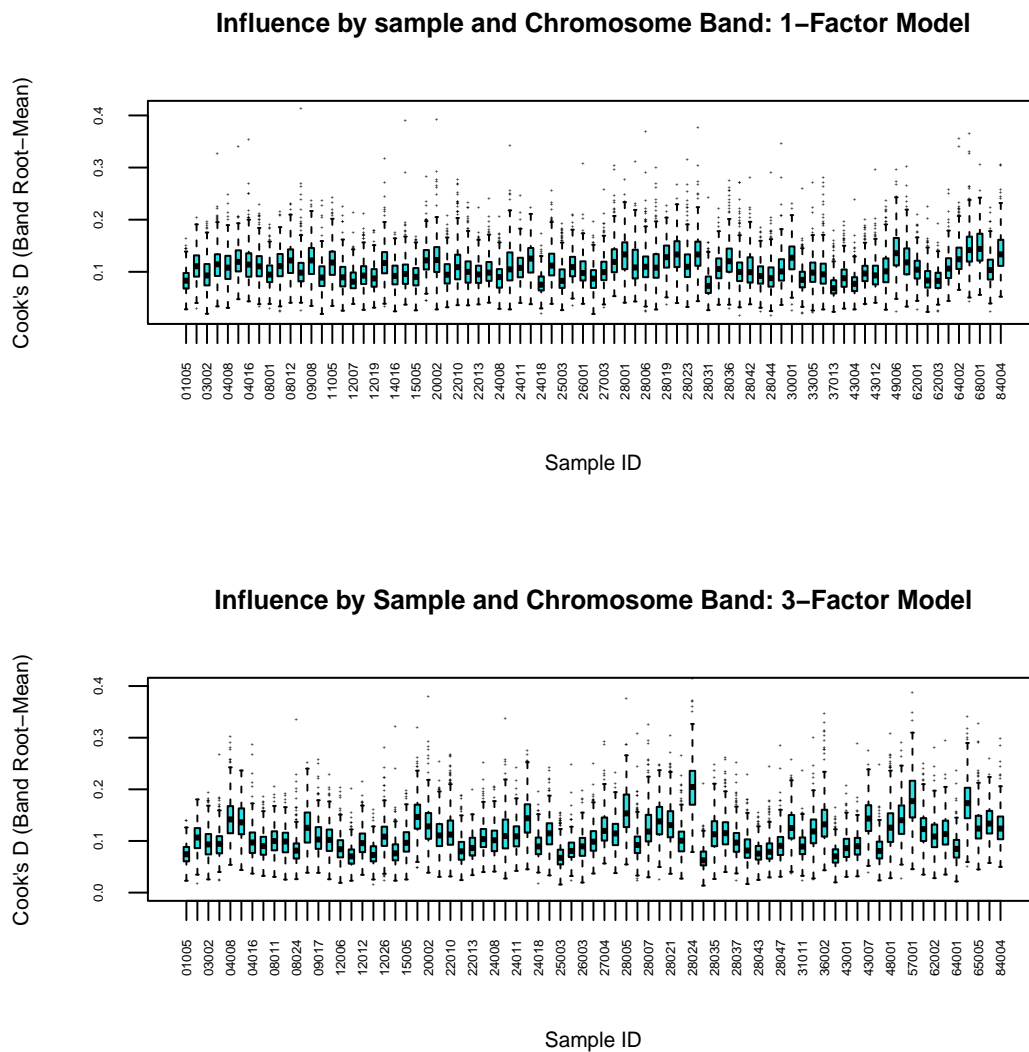 Influence by sample and Chromosome Band: 1−Factor Model
Cook's D (Band Root−Mean)
0.4
0.3
0.2
0.1
01005 03002 04008 04016 08001 08012 09008 11005 12007 12019 14016 15005 20002 22010 22013 24008 24011 24018 25003 26001 27003 28001 28006 28019 28023 28031 28036 28042 28044 30001 33005 37013 43004 43012 49006 62001 62003 64002 68001 84004
Sample ID
Influence by Sample and Chromosome Band: 3−Factor Model
Cook's D (Band Root−Mean)
0.4
0.3
0.2
0.1
0.0
01005 03002 04008 04016 08011 08024 09017 12006 12012 12026 15005 20002 22010 22013 24008 24011 24018 25003 26003 27004 28005 28007 28021 28024 28035 28037 28043 28047 31011 36002 43001 43007 48001 57001 62002 64001 65005 84004
Sample ID